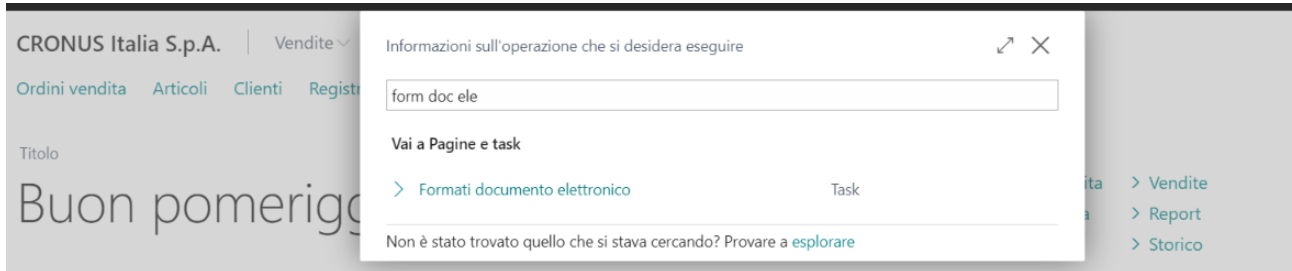 CRONUS Italia S.p.A. Vendite
Informazioni sull'operazione che si desidera eseguire
Ordini vendita Articoli Clienti
form doc ele
Vai a Pagine e task
Titolo
Formati documento elettronico Task
Buon
Non è stato trovato quello che si stava cercando? Provare a esplorare
> Vendite
> Report
> Storico